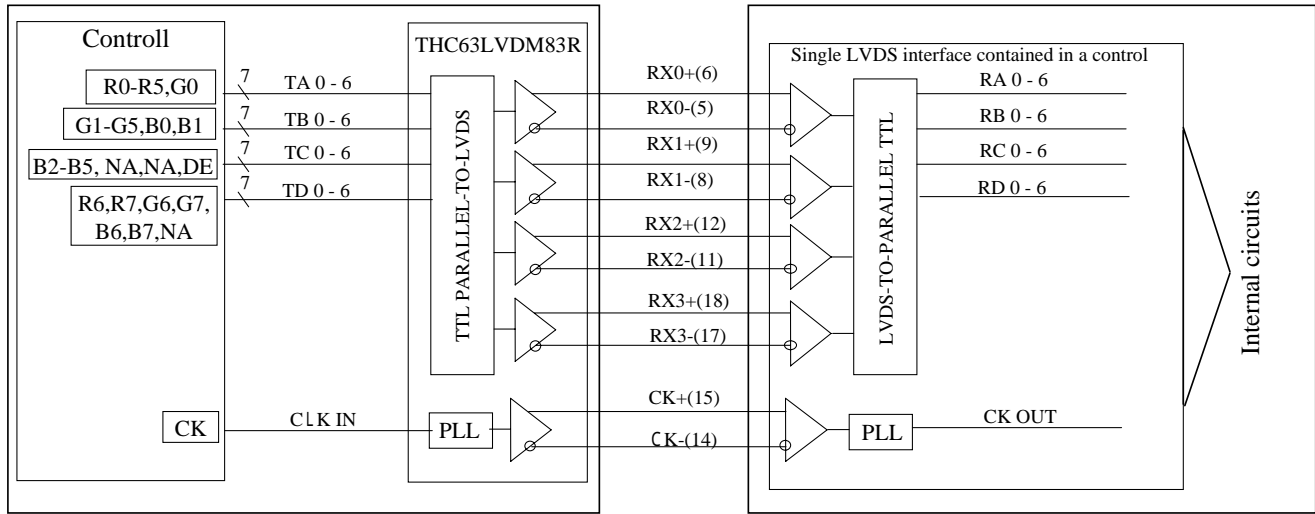 Controll
THC63LVDM83R
Single LVDS interface contained in a control
R0-R5,G0
7
TA 0 - 6
RX0+(6)
RA 0 - 6
G1-G5,B0,B1
7
TB 0 - 6
RX0-(5)
RB 0 - 6
B2-B5, NA,NA,DE
7
TC 0 - 6
RX1+(9)
RC 0 - 6
R6,R7,G6,G7,
B6,B7,NA
7
TD 0 - 6
RX1-(8)
RD 0 - 6
RX2+(12)
RX2-(11)
RX3+(18)
RX3-(17)
TTL PARALLEL-TO-LVDS
LVDS-TO-PARALLEL TTL
Internal circuits
CK
CLK IN
PLL
CK+(15)
CK-(14)
PLL
CK OUT